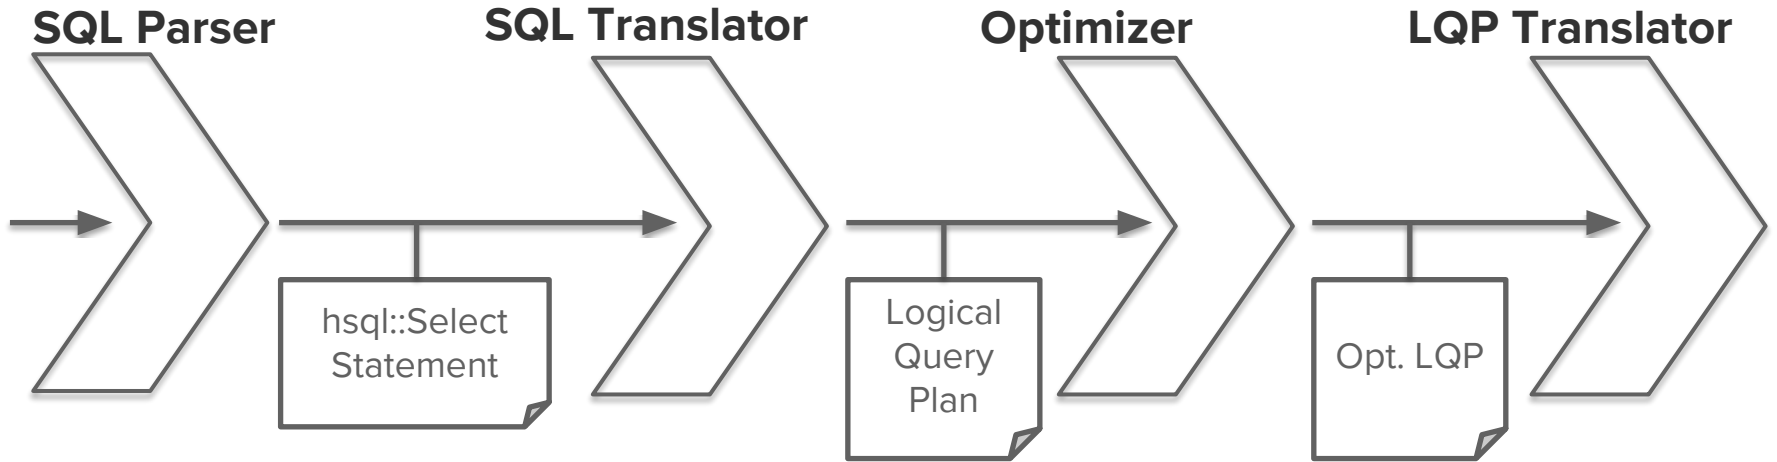 SQL Parser
SQL Translator
Optimizer
LQP Translator
hsql::Select
Statement
Logical
Query
Plan
Opt. LQP